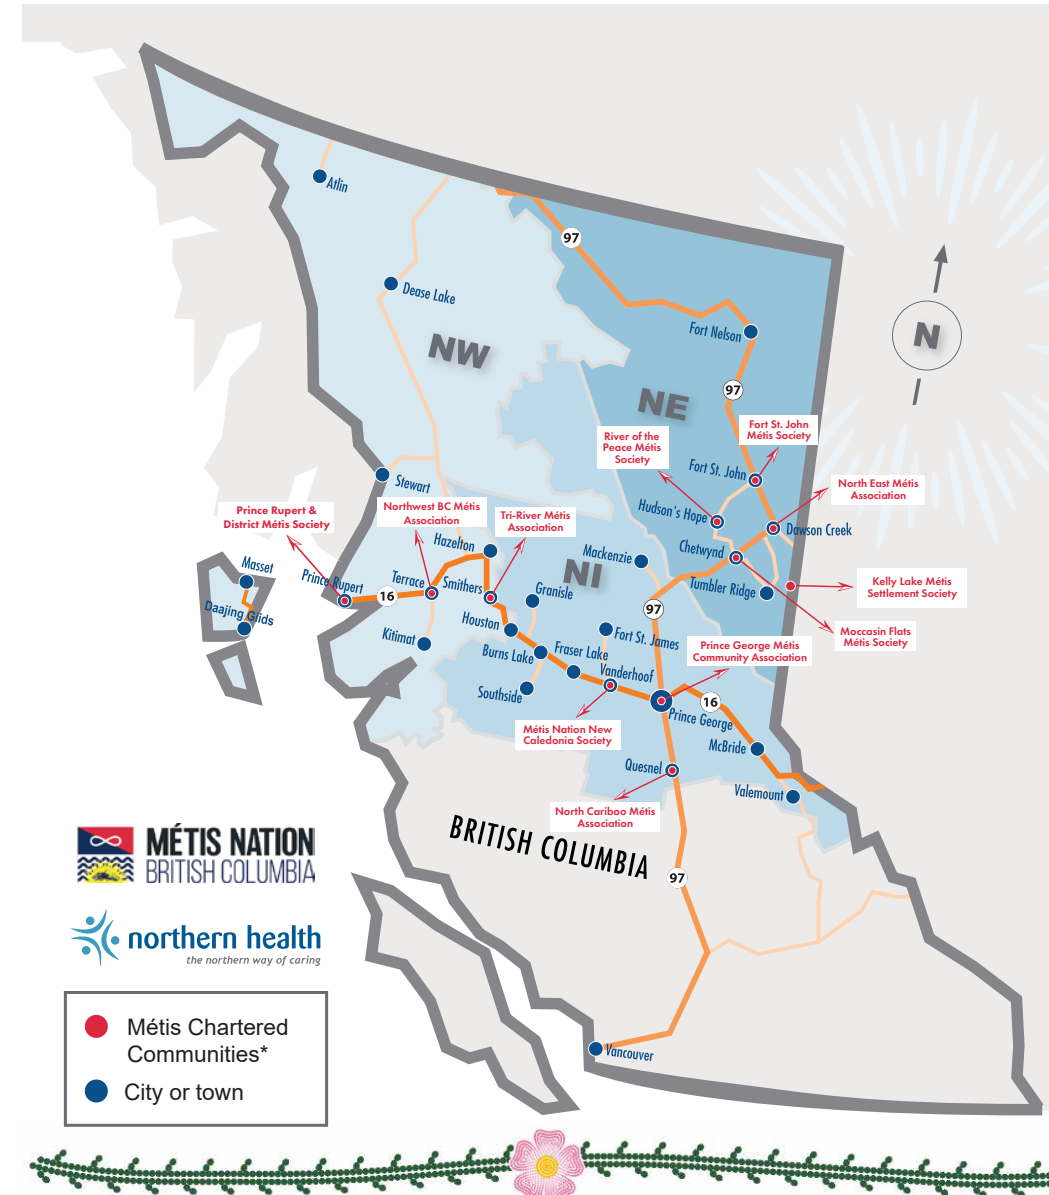 Atlin
97
Dease Lake
Fort Nelson
NW
N
97
NE
Fort St. John
Métis Society
River of the
Peace Métis
Society
Fort St. John
Stewart
North East Métis
Association
Prince Rupert &
District Métis Society
Northwest BC Métis
Association
Tri-River Métis
Association
Hudson's Hope
Dawson Creek
Hazelton
Mackenzie
Chetwynd
Masset
NI
Prince Rupert
Terrace
Smithers
Granisle
Tumbler Ridge
Kelly Lake Métis
Settlement Society
16
97
Daajing Giids
Houston
Kitimat
Fort St. James
Moccasin Flats
Métis Society
Burns Lake
Fraser Lake
Prince George Métis
Community Association
Vanderhoof
Southside
16
Prince George
Métis Nation New
Caledonia Society
McBride
Quesnel
Valemount
North Cariboo Métis
Association
BRITISH COLUMBIA
MÉTIS NATION
BRITISH COLUMBIA
97
northern health
the northern way of caring
Métis Chartered
Communities*
City or town
Vancouver